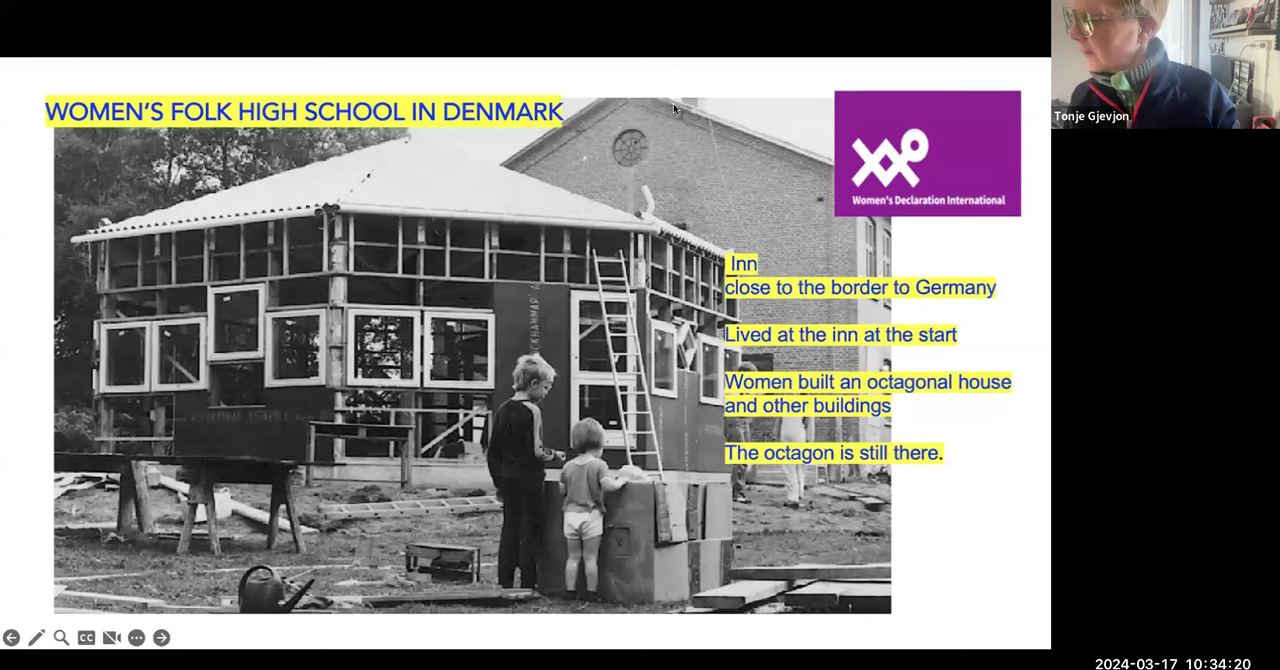 WOMEN'S FOLK HIGH SCHOOL IN DENMARK
Women's Declaration International
Inn
close to the border to Germany
Lived at the inn at the start
Women built an octagonal house
and other buildings
The octagon is still there.
Tonje Gjevjon
CC
2024-03-17 10:34:20